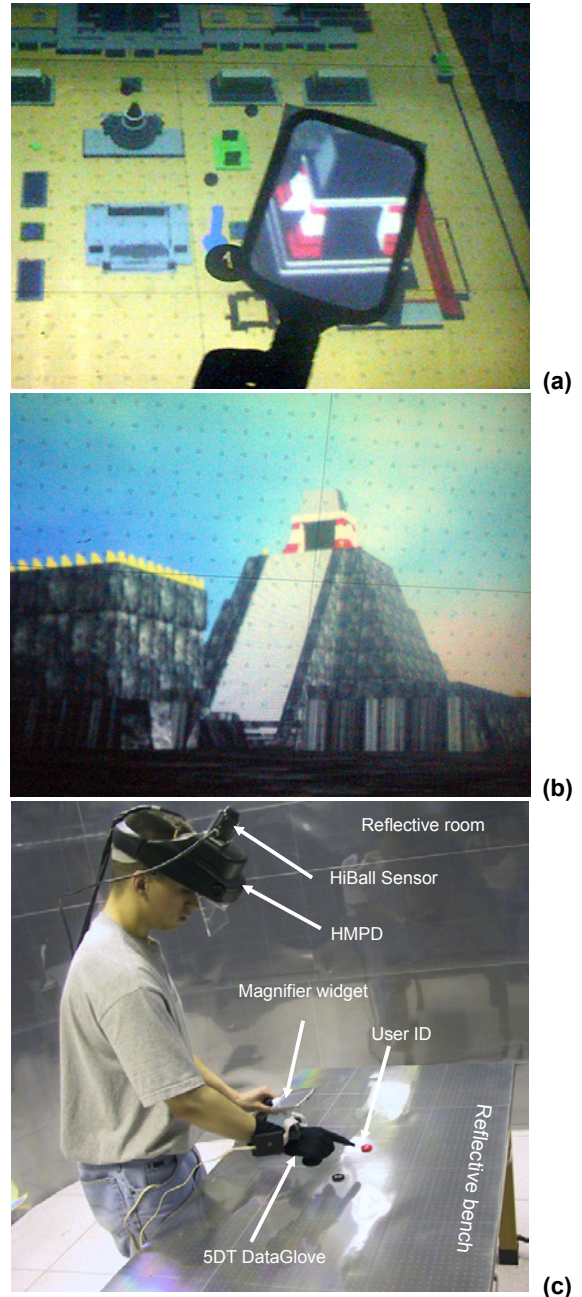 (a)
(b)
Reflective room
HiBall Sensor
HMPD
Magnifier widget
User ID
Reflective bench
5DT DataGlove
(c)